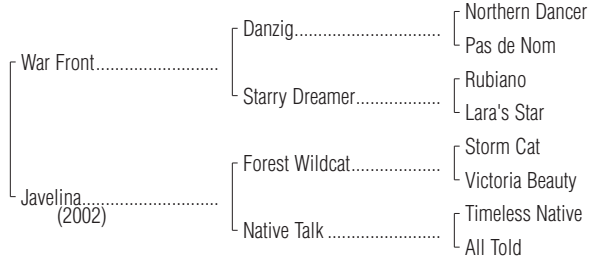 Northern Dancer
Danzig
Pas de Nom
War Front
Rubiano
Starry Dreamer
Lara's Star
Storm Cat
Forest Wildcat
Victoria Beauty
Javelina
(2002)
Timeless Native
Native Talk
All Told